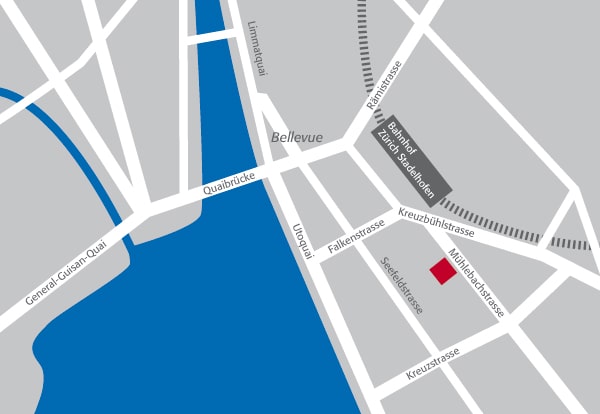 Limmatquai
Rämistrasse
Bellevue
Bahnhof
Zürich Stadelhofen
Quaibrücke
Utoquai
Falkenstrasse
Kreuzbühlstrasse
General-Guisan-Quai
Seefeldstrasse
Mühlebachstrasse
Kreuzstrasse